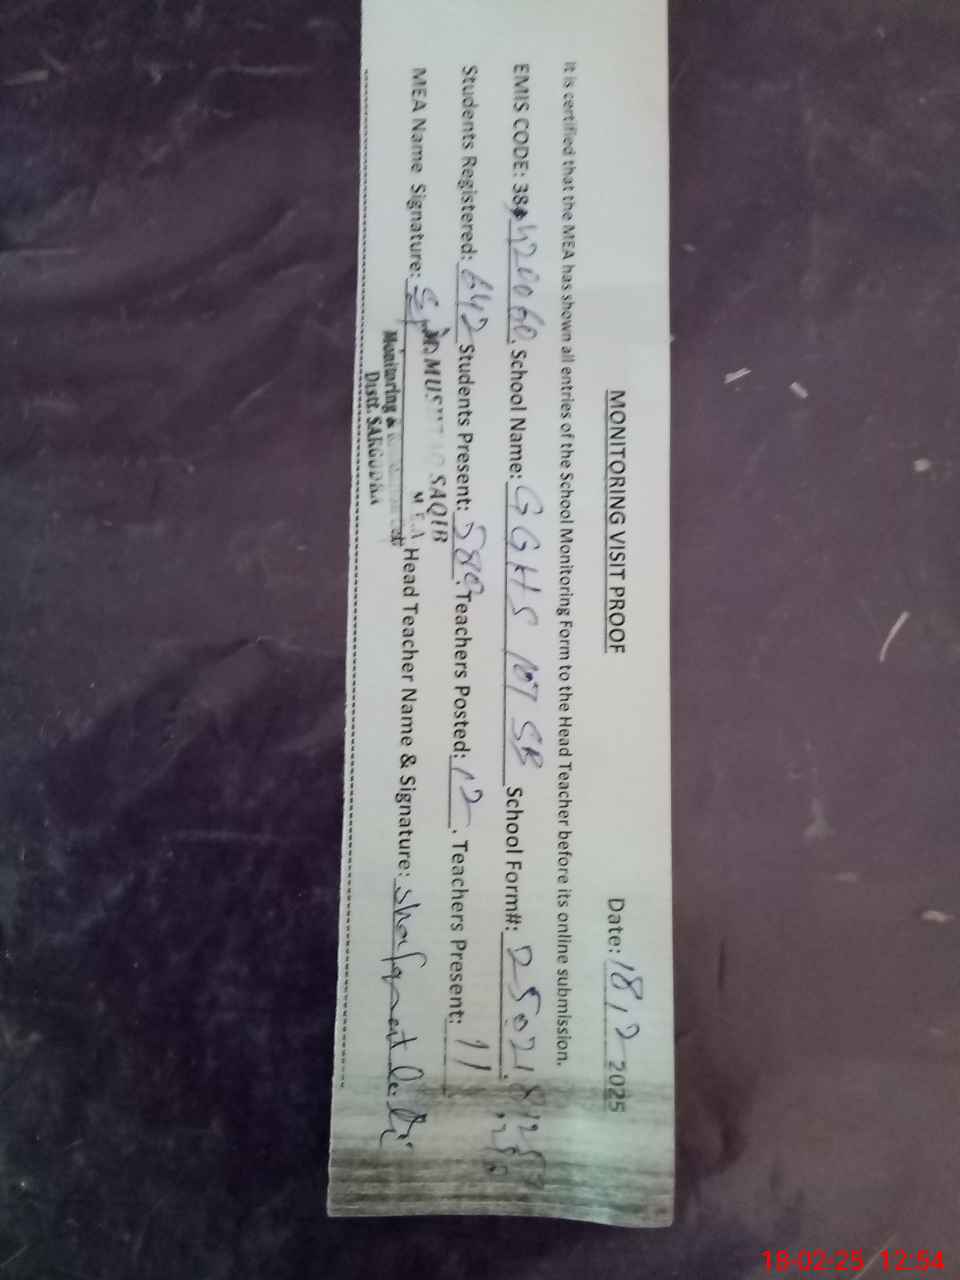 MONITORING VISIT PROOF
Date: 18/2 2025
It is certified that the MEA has shown all entries of the School Monitoring Form to the Head Teacher before its online submission.
EMIS CODE: 38420060. School Name: GGHS 107 SB School Form#: 25021
Students Registered: 642 Students Present: 580. Teachers Posted: 12. Teachers Present: 11
MEA Name Signature: SAQIB Head Teacher Name & Signature:
M.E.A
Monitoring &
Distt. SARGODHA
18-02-25 12:54